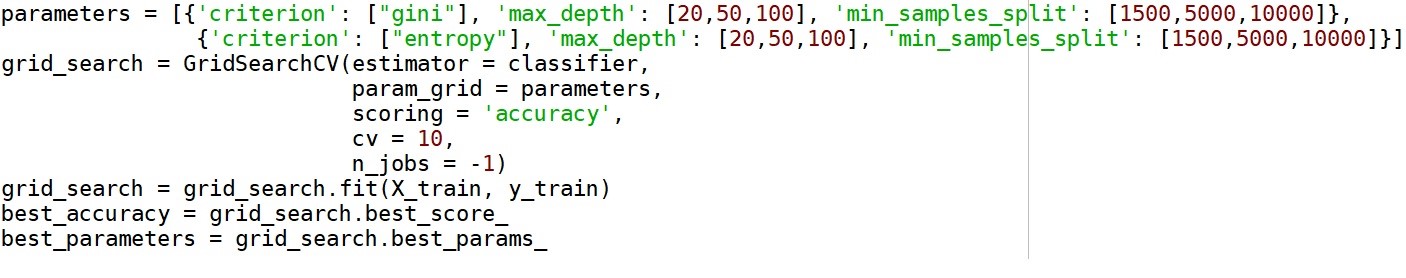 parameters = [{'criterion': ["gini"], 'max_depth': [20,50,100], 'min_samples_split': [1500,5000,10000]},
              {'criterion': ["entropy"], 'max_depth': [20,50,100], 'min_samples_split': [1500,5000,10000]}]
grid_search = GridSearchCV(estimator = classifier,
                           param_grid = parameters,
                           scoring = 'accuracy',
                           cv = 10,
                           n_jobs = -1)
grid_search = grid_search.fit(X_train, y_train)
best_accuracy = grid_search.best_score_
best_parameters = grid_search.best_params_